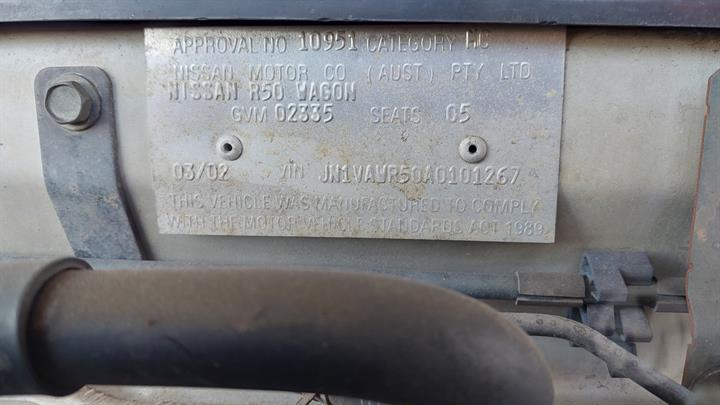 APPROVAL NO 10951 CATEGORY MC
NISSAN MOTOR CO (AUST) PTY LTD
NISSAN R50 WAGON
GVM 02335 SEATS 05
03/02 VIN JN1VAWR50A0101267
THIS VEHICLE WAS MANUFACTURED TO COMPLY
WITH THE MOTOR VEHICLE STANDARDS ACT 1989